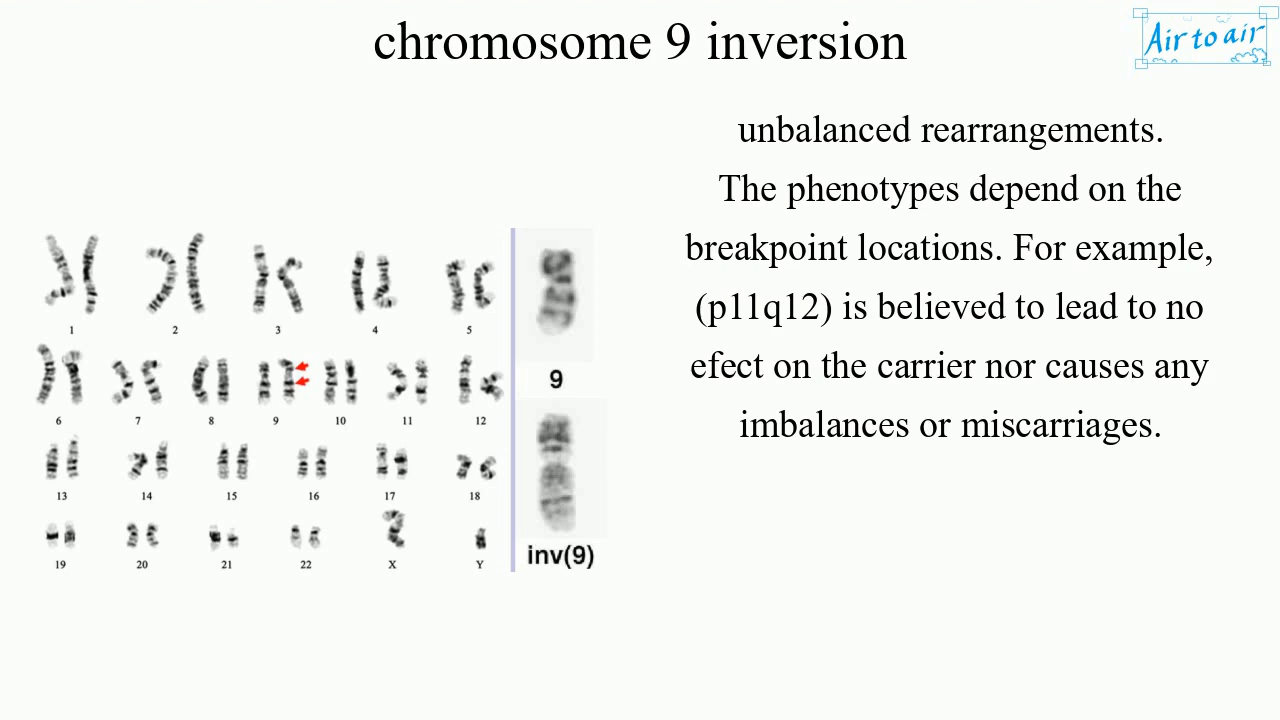 chromosome 9 inversion
Air to air
unbalanced rearrangements.
The phenotypes depend on the
breakpoint locations. For example,
(p11q12) is believed to lead to no
efect on the carrier nor causes any
imbalances or miscarriages.
1 2 3 4 5
6 7 8 9 10 11 12
13 14 15 16 17 18
19 20 21 22 X Y
9
inv(9)